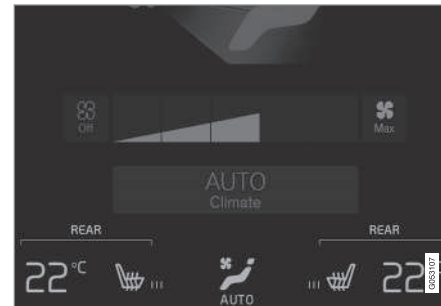 Off
Max
AUTO
Climate
REAR
REAR
22°C
22
AUTO
G053107